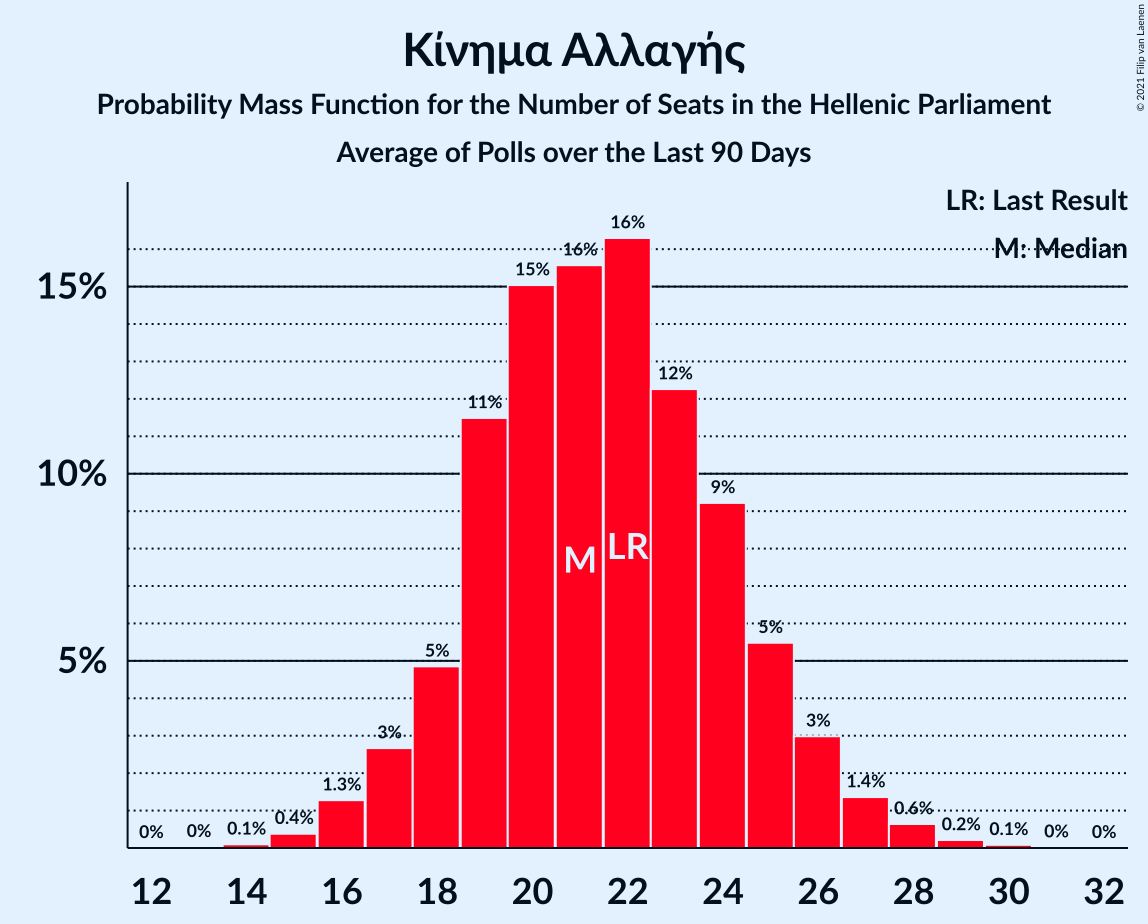 © 2021 Filip van Laenen
Κίνημα Αλλαγής
Probability Mass Function for the Number of Seats in the Hellenic Parliament
Average of Polls over the Last 90 Days
LR: Last Result
M: Median
15%
10%
5%
0%
0%
0.1%
0.4%
1.3%
3%
5%
11%
15%
16%
16%
12%
9%
5%
3%
1.4%
0.6%
0.2%
0.1%
0%
0%
M
LR
12 14 16 18 20 22 24 26 28 30 32